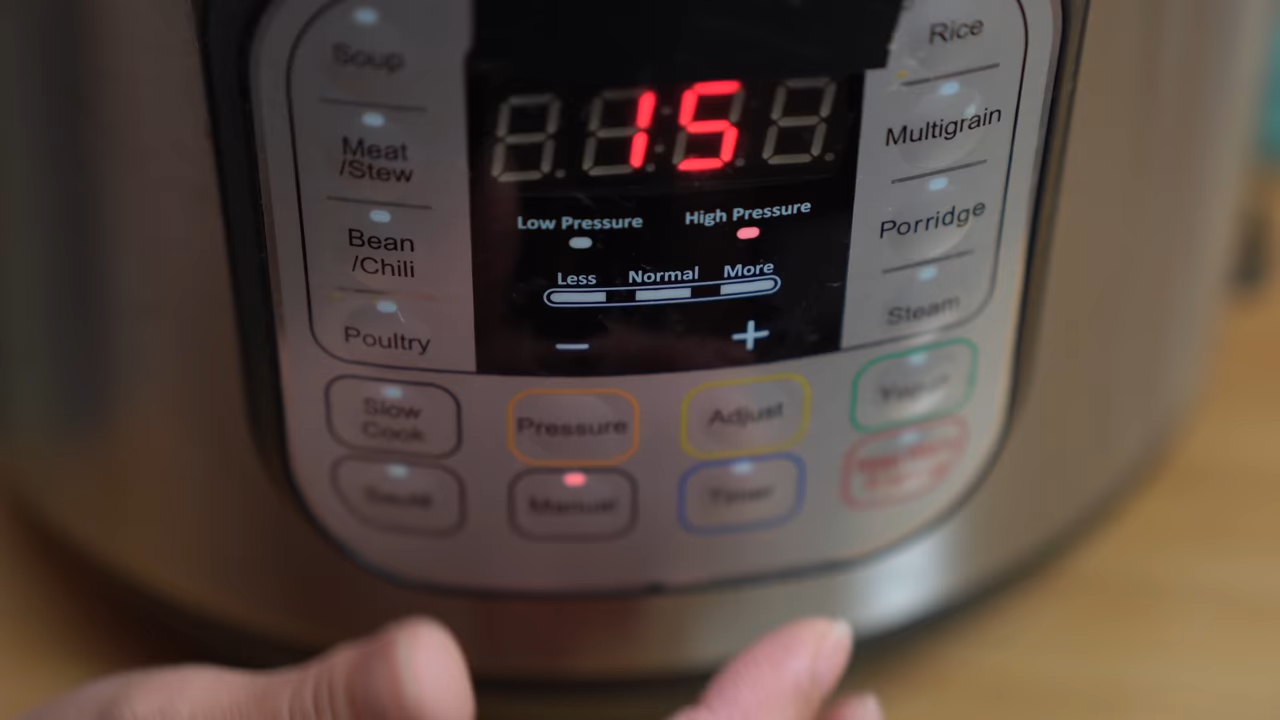 Soup
Meat
/Stew
Bean
/Chili
Poultry
15
Low Pressure
High Pressure
Less
Normal
More
−
+
Rice
Multigrain
Porridge
Steam
Slow
Cook
Pressure
Adjust
Yogurt
Manual
Timer